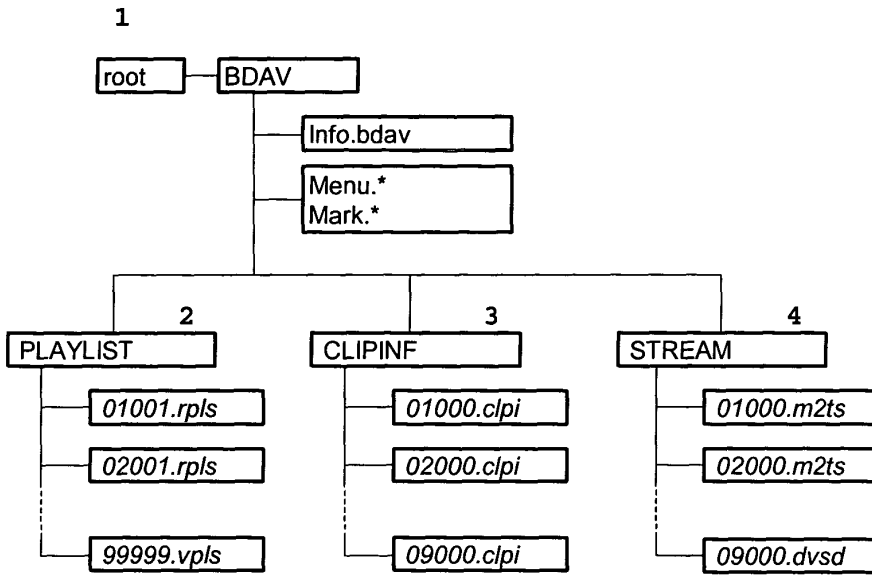 1
root BDAV
Info.bdav
Menu.*
Mark.*
2 3 4
PLAYLIST CLIPINF STREAM
01001.rpls 01000.clpi 01000.m2ts
02001.rpls 02000.clpi 02000.m2ts
99999.vpls 09000.clpi 09000.dvsd